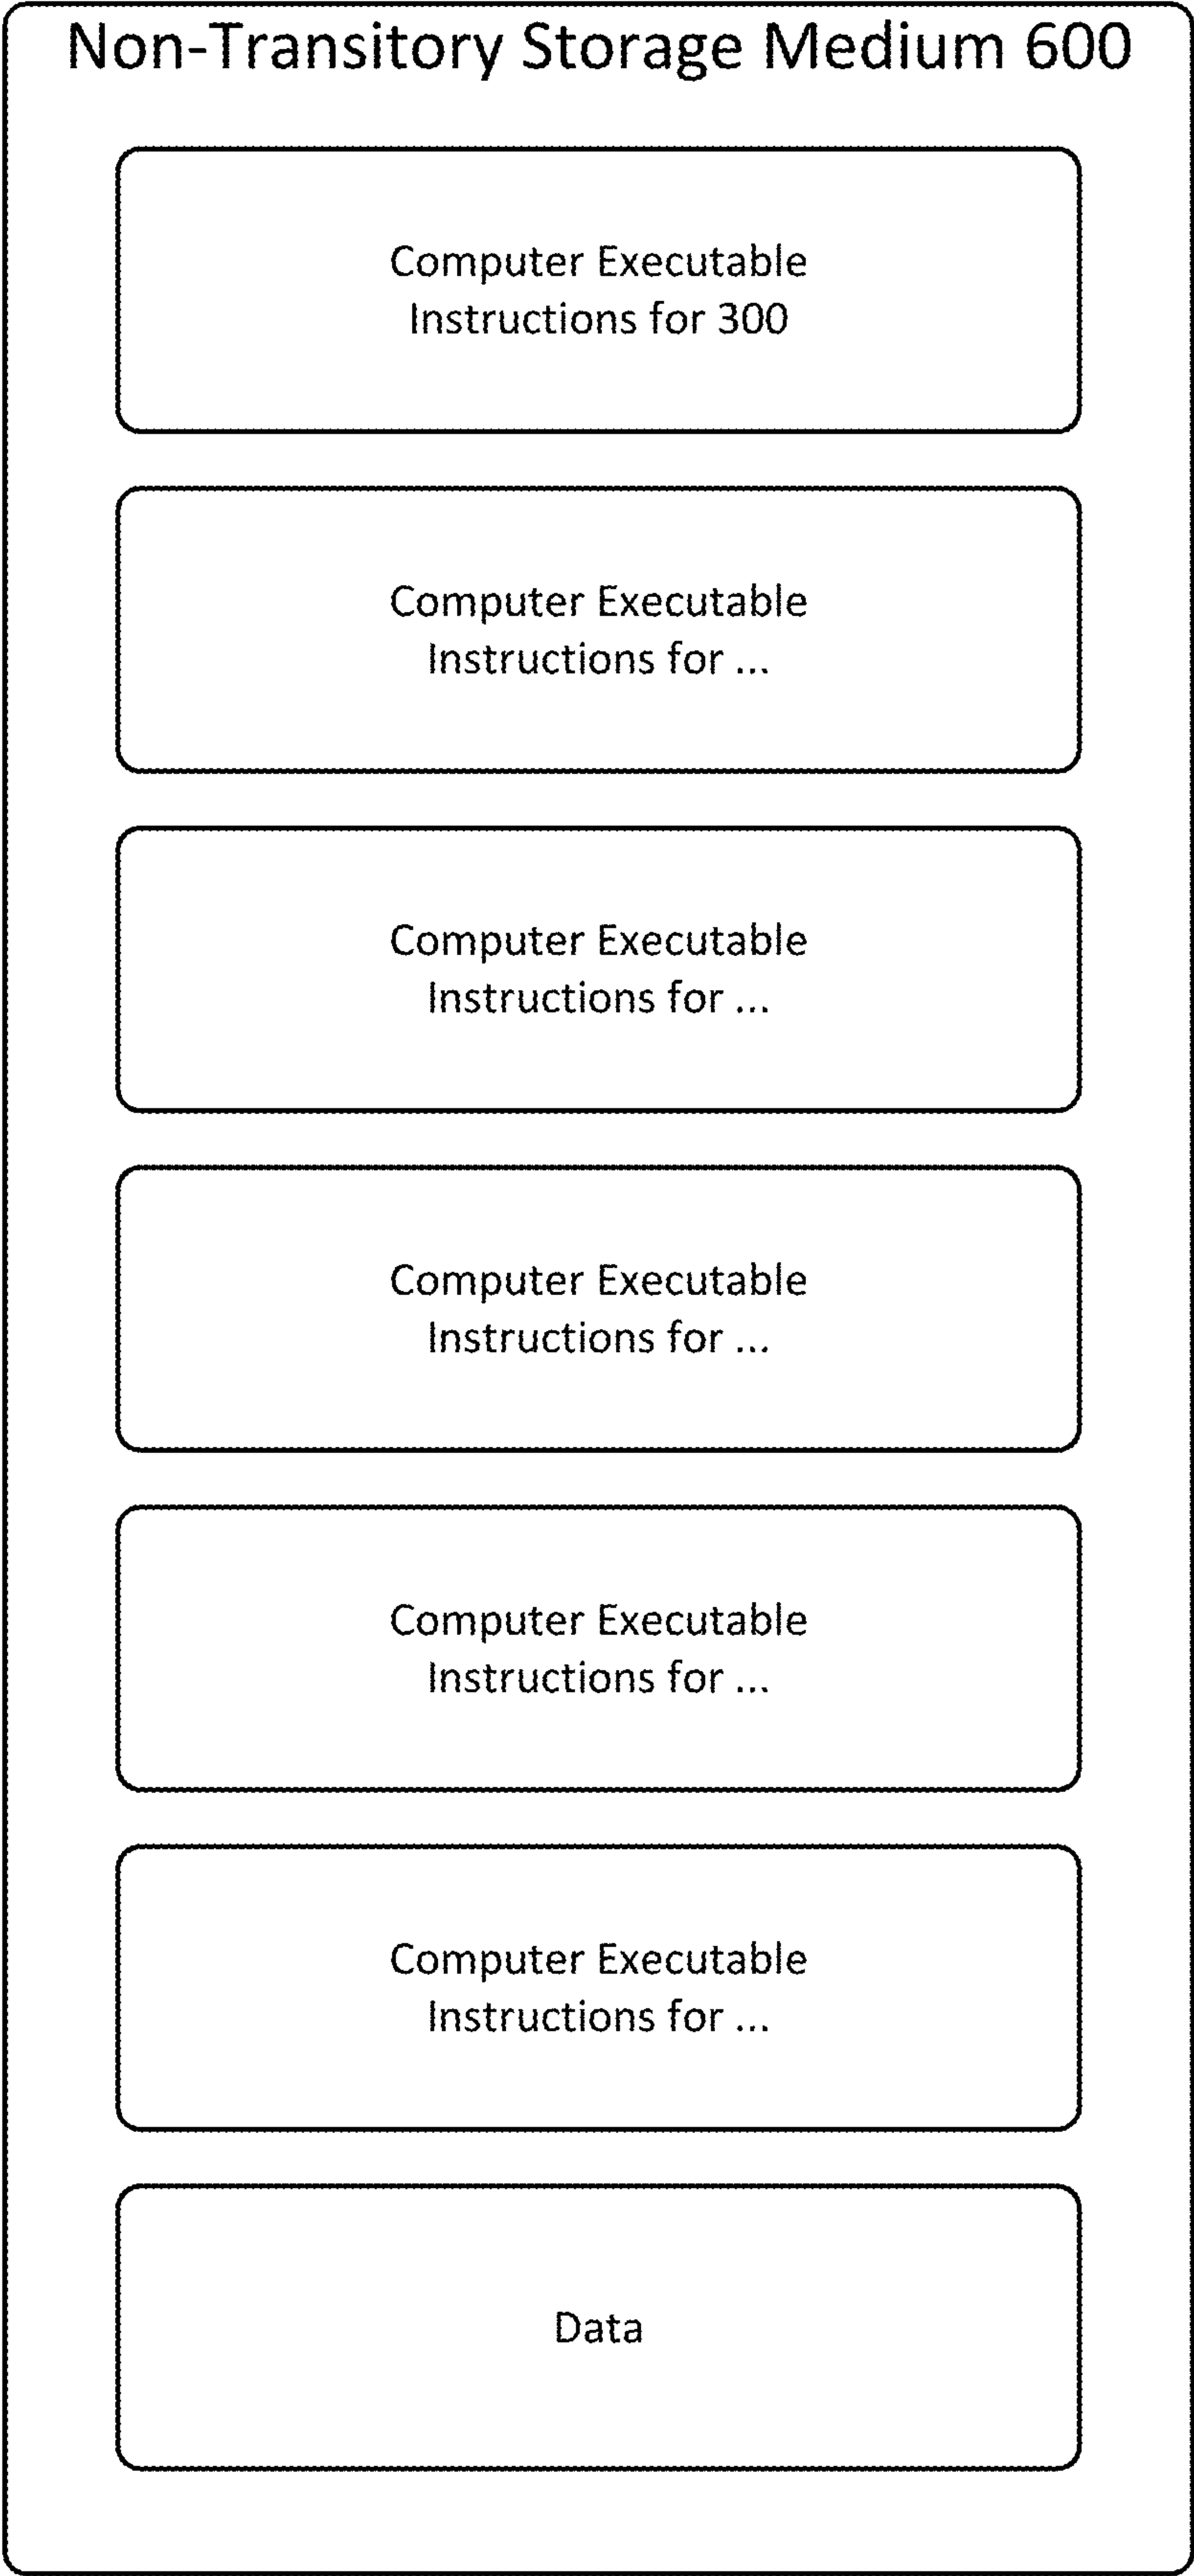 Non-Transitory Storage Medium 600
Computer Executable
Instructions for 300
Computer Executable
Instructions for ...
Computer Executable
Instructions for ...
Computer Executable
Instructions for ...
Computer Executable
Instructions for ...
Computer Executable
Instructions for ...
Data